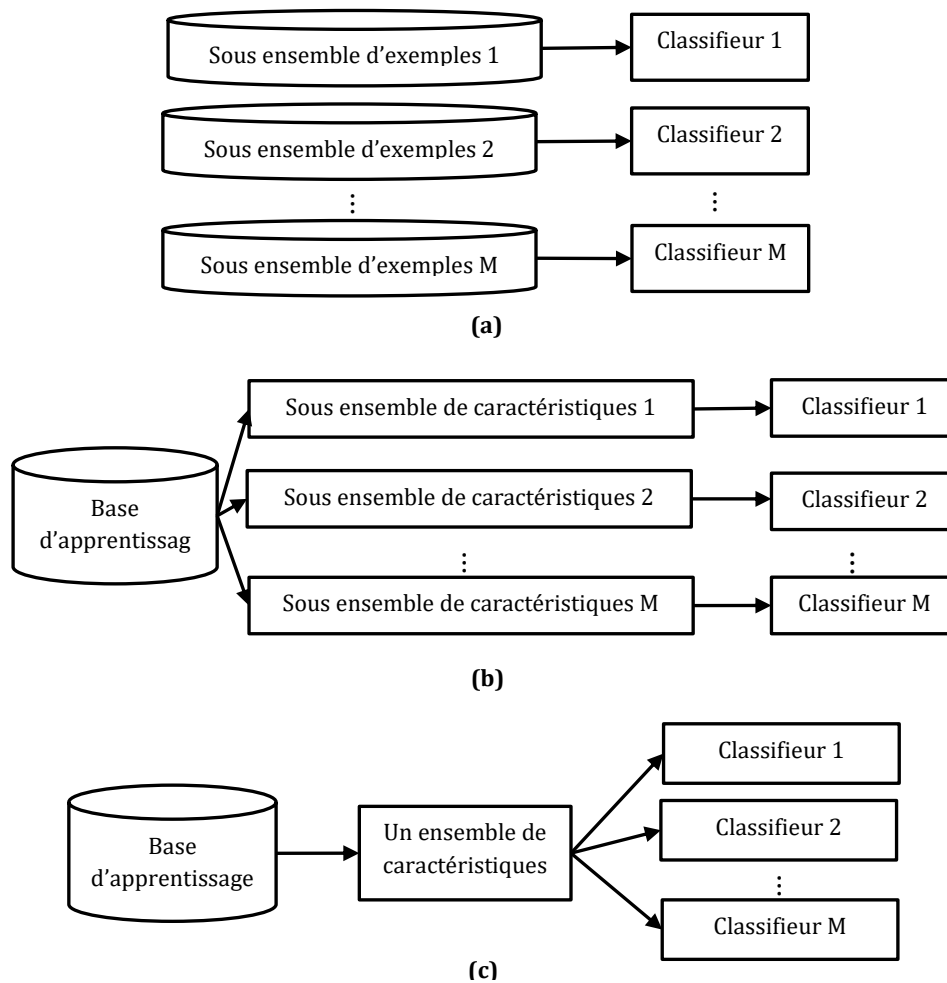 Sous ensemble d'exemples 1
Classifieur 1
Sous ensemble d'exemples 2
Classifieur 2
⋮
⋮
Sous ensemble d'exemples M
Classifieur M
(a)
Sous ensemble de caractéristiques 1
Classifieur 1
Base
d'apprentissag
Sous ensemble de caractéristiques 2
Classifieur 2
⋮
⋮
Sous ensemble de caractéristiques M
Classifieur M
(b)
Classifieur 1
Base
d'apprentissage
Un ensemble de
caractéristiques
Classifieur 2
⋮
Classifieur M
(c)